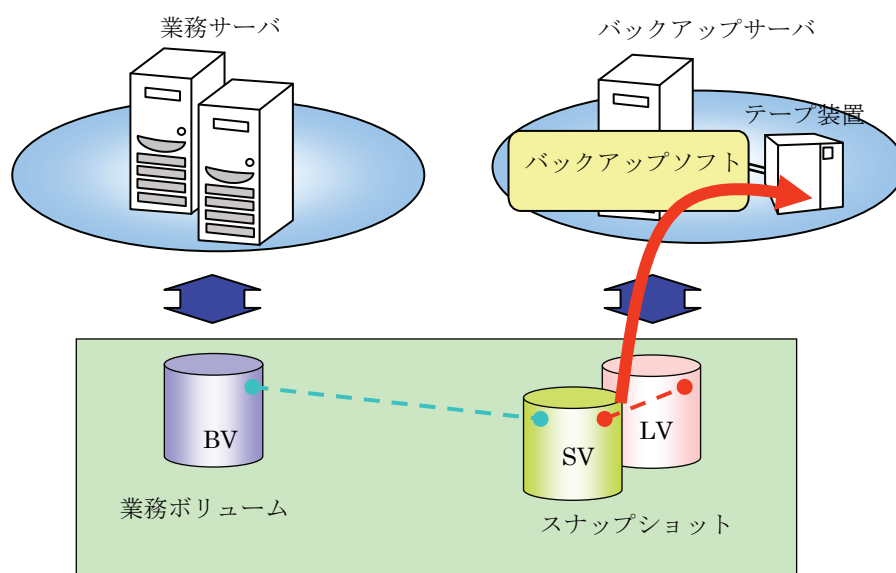 業務サーバ
バックアップサーバ
テープ装置
バックアップソフト
BV
SV
LV
業務ボリューム
スナップショット